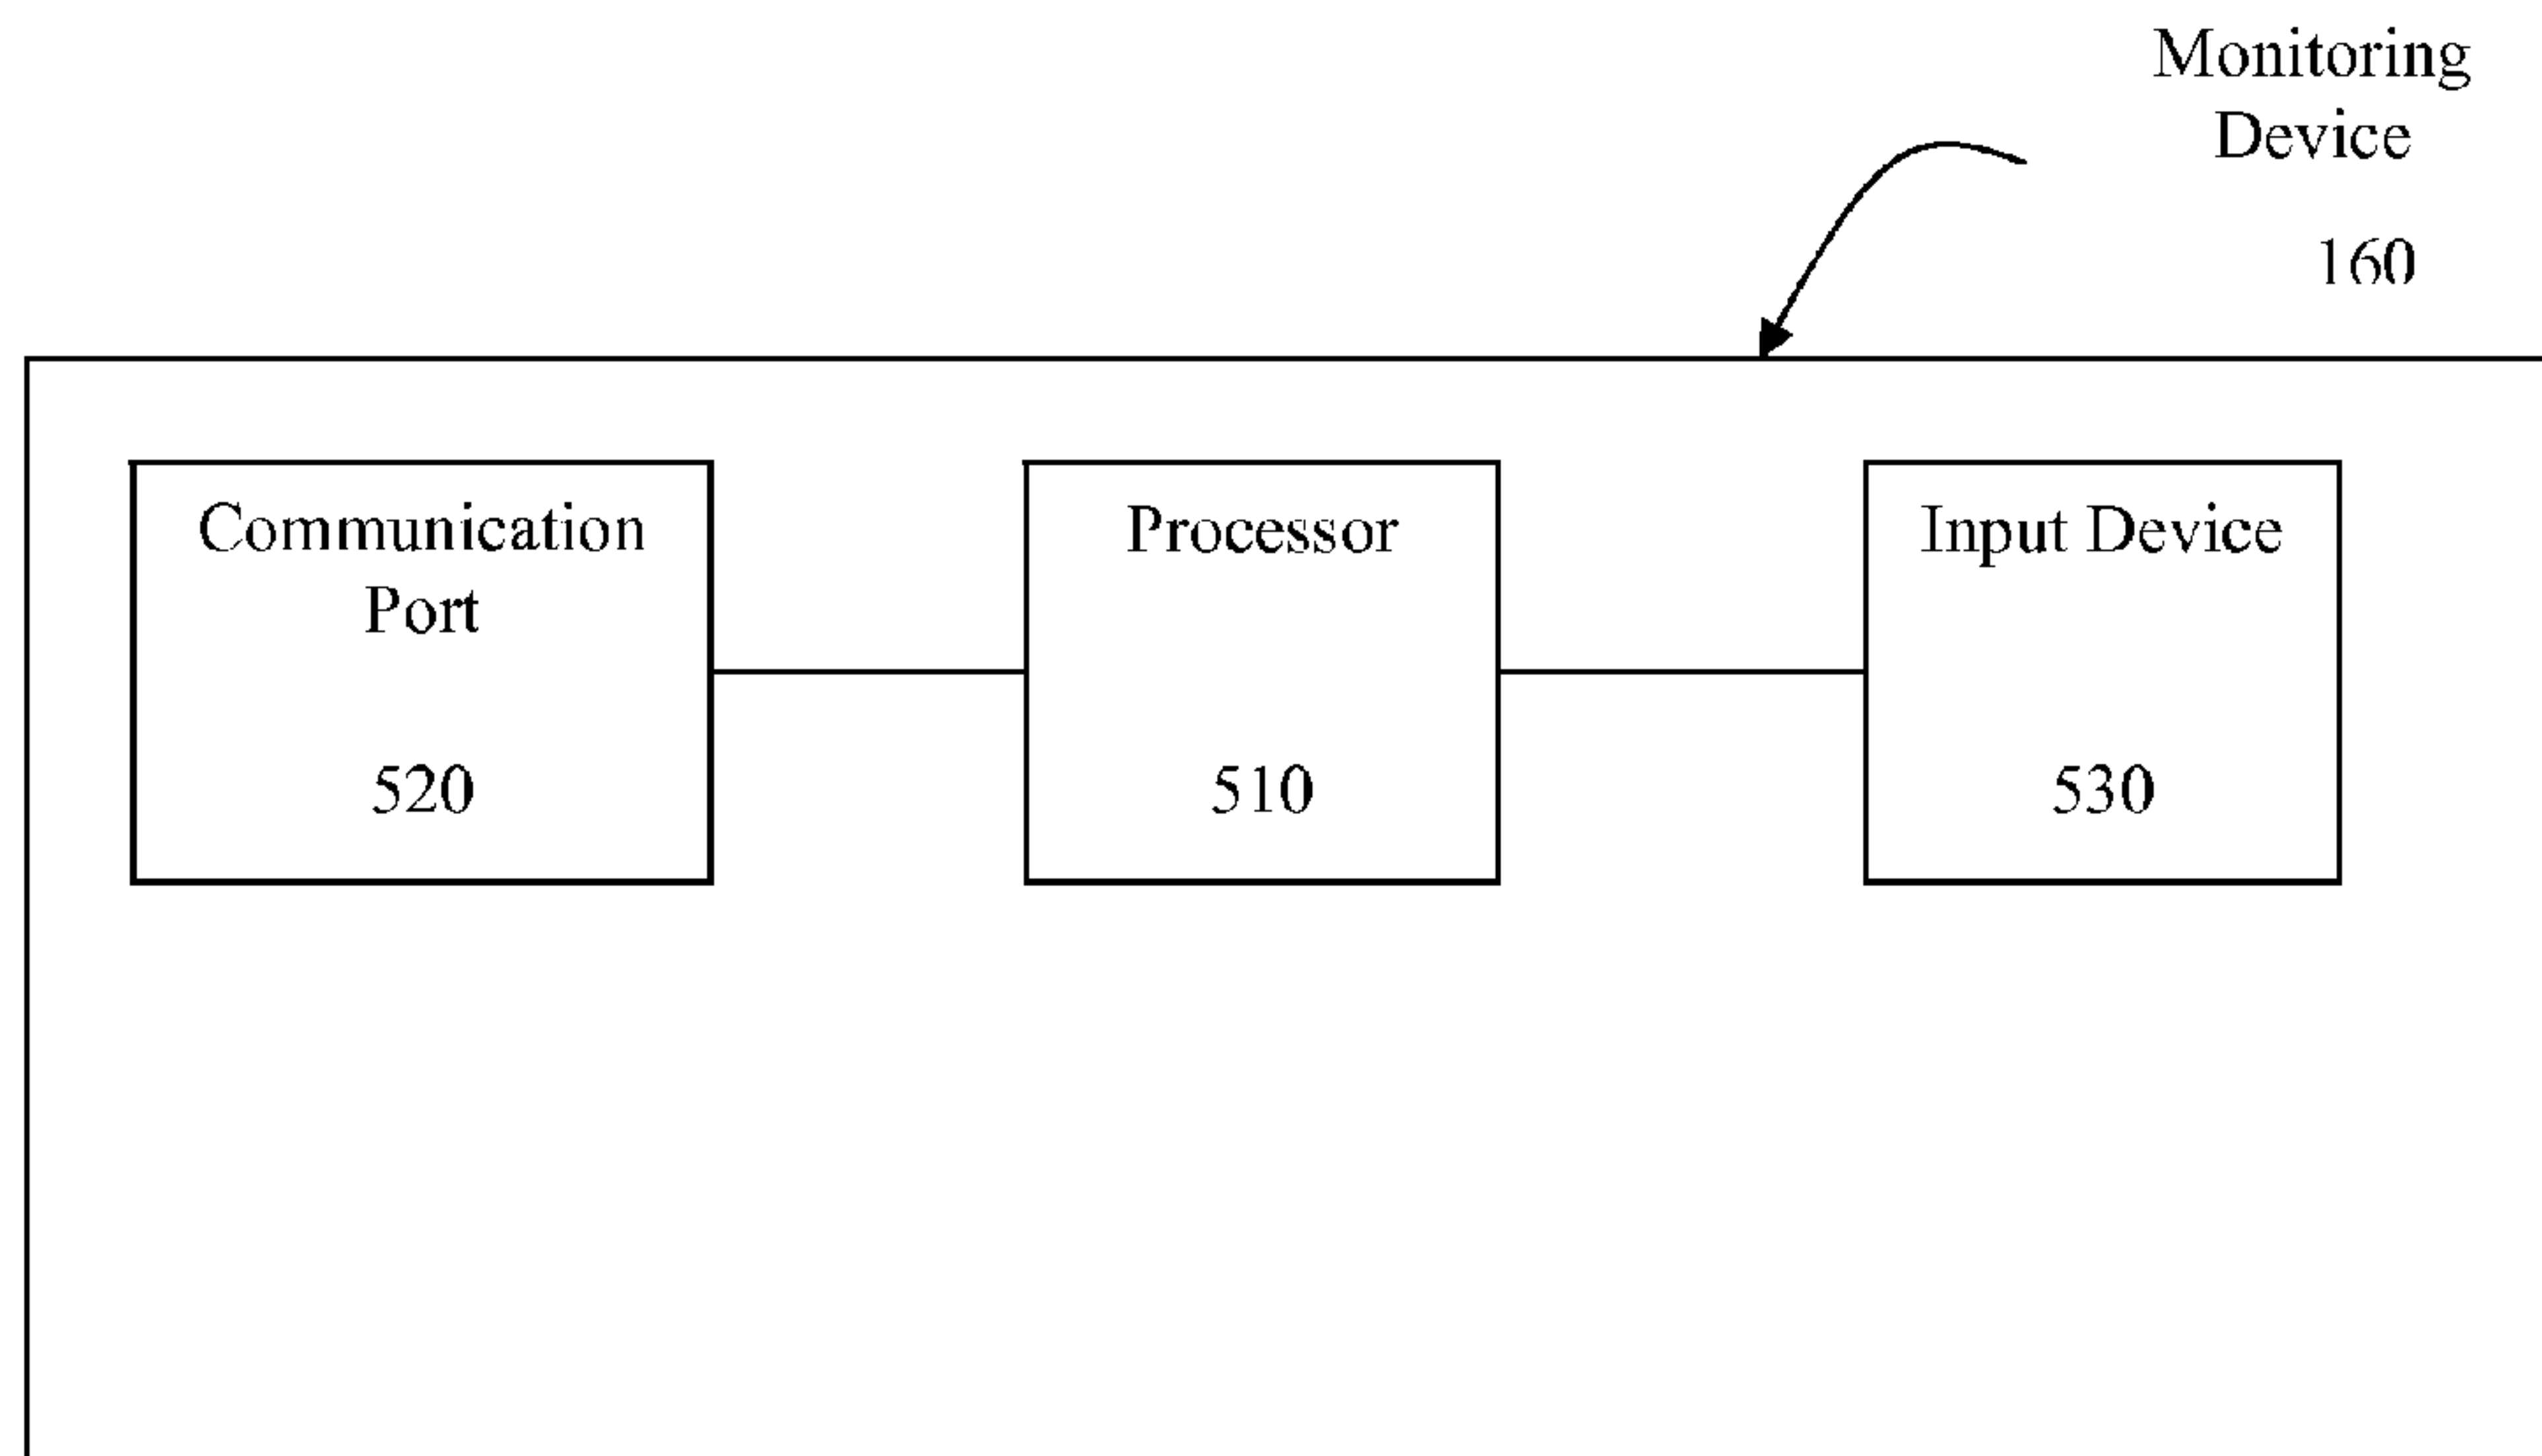 Monitoring
Device
160
Communication
Port
520
Processor
510
Input Device
530